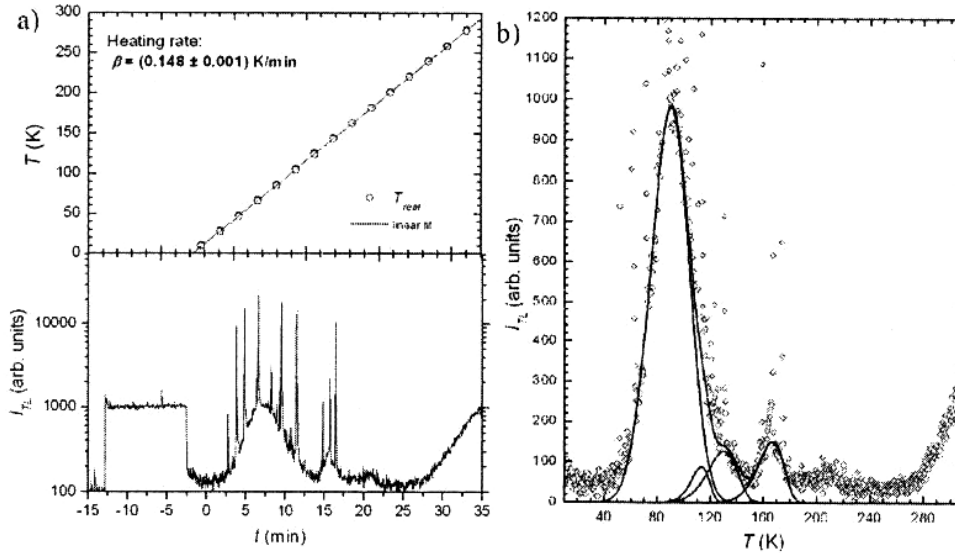 a)
300
250
200
150
100
50
0
T (K)
Heating rate:
β = (0.148 ± 0.001) K/min
T_real
linear fit
10000
1000
100
I_TL (arb. units)
-15 -10 -5 0 5 10 15 20 25 30 35
t (min)
b)
1200
1100
1000
900
800
700
600
500
400
300
200
100
0
I_TL (arb. units)
40 80 120 160 200 240 280
T (K)